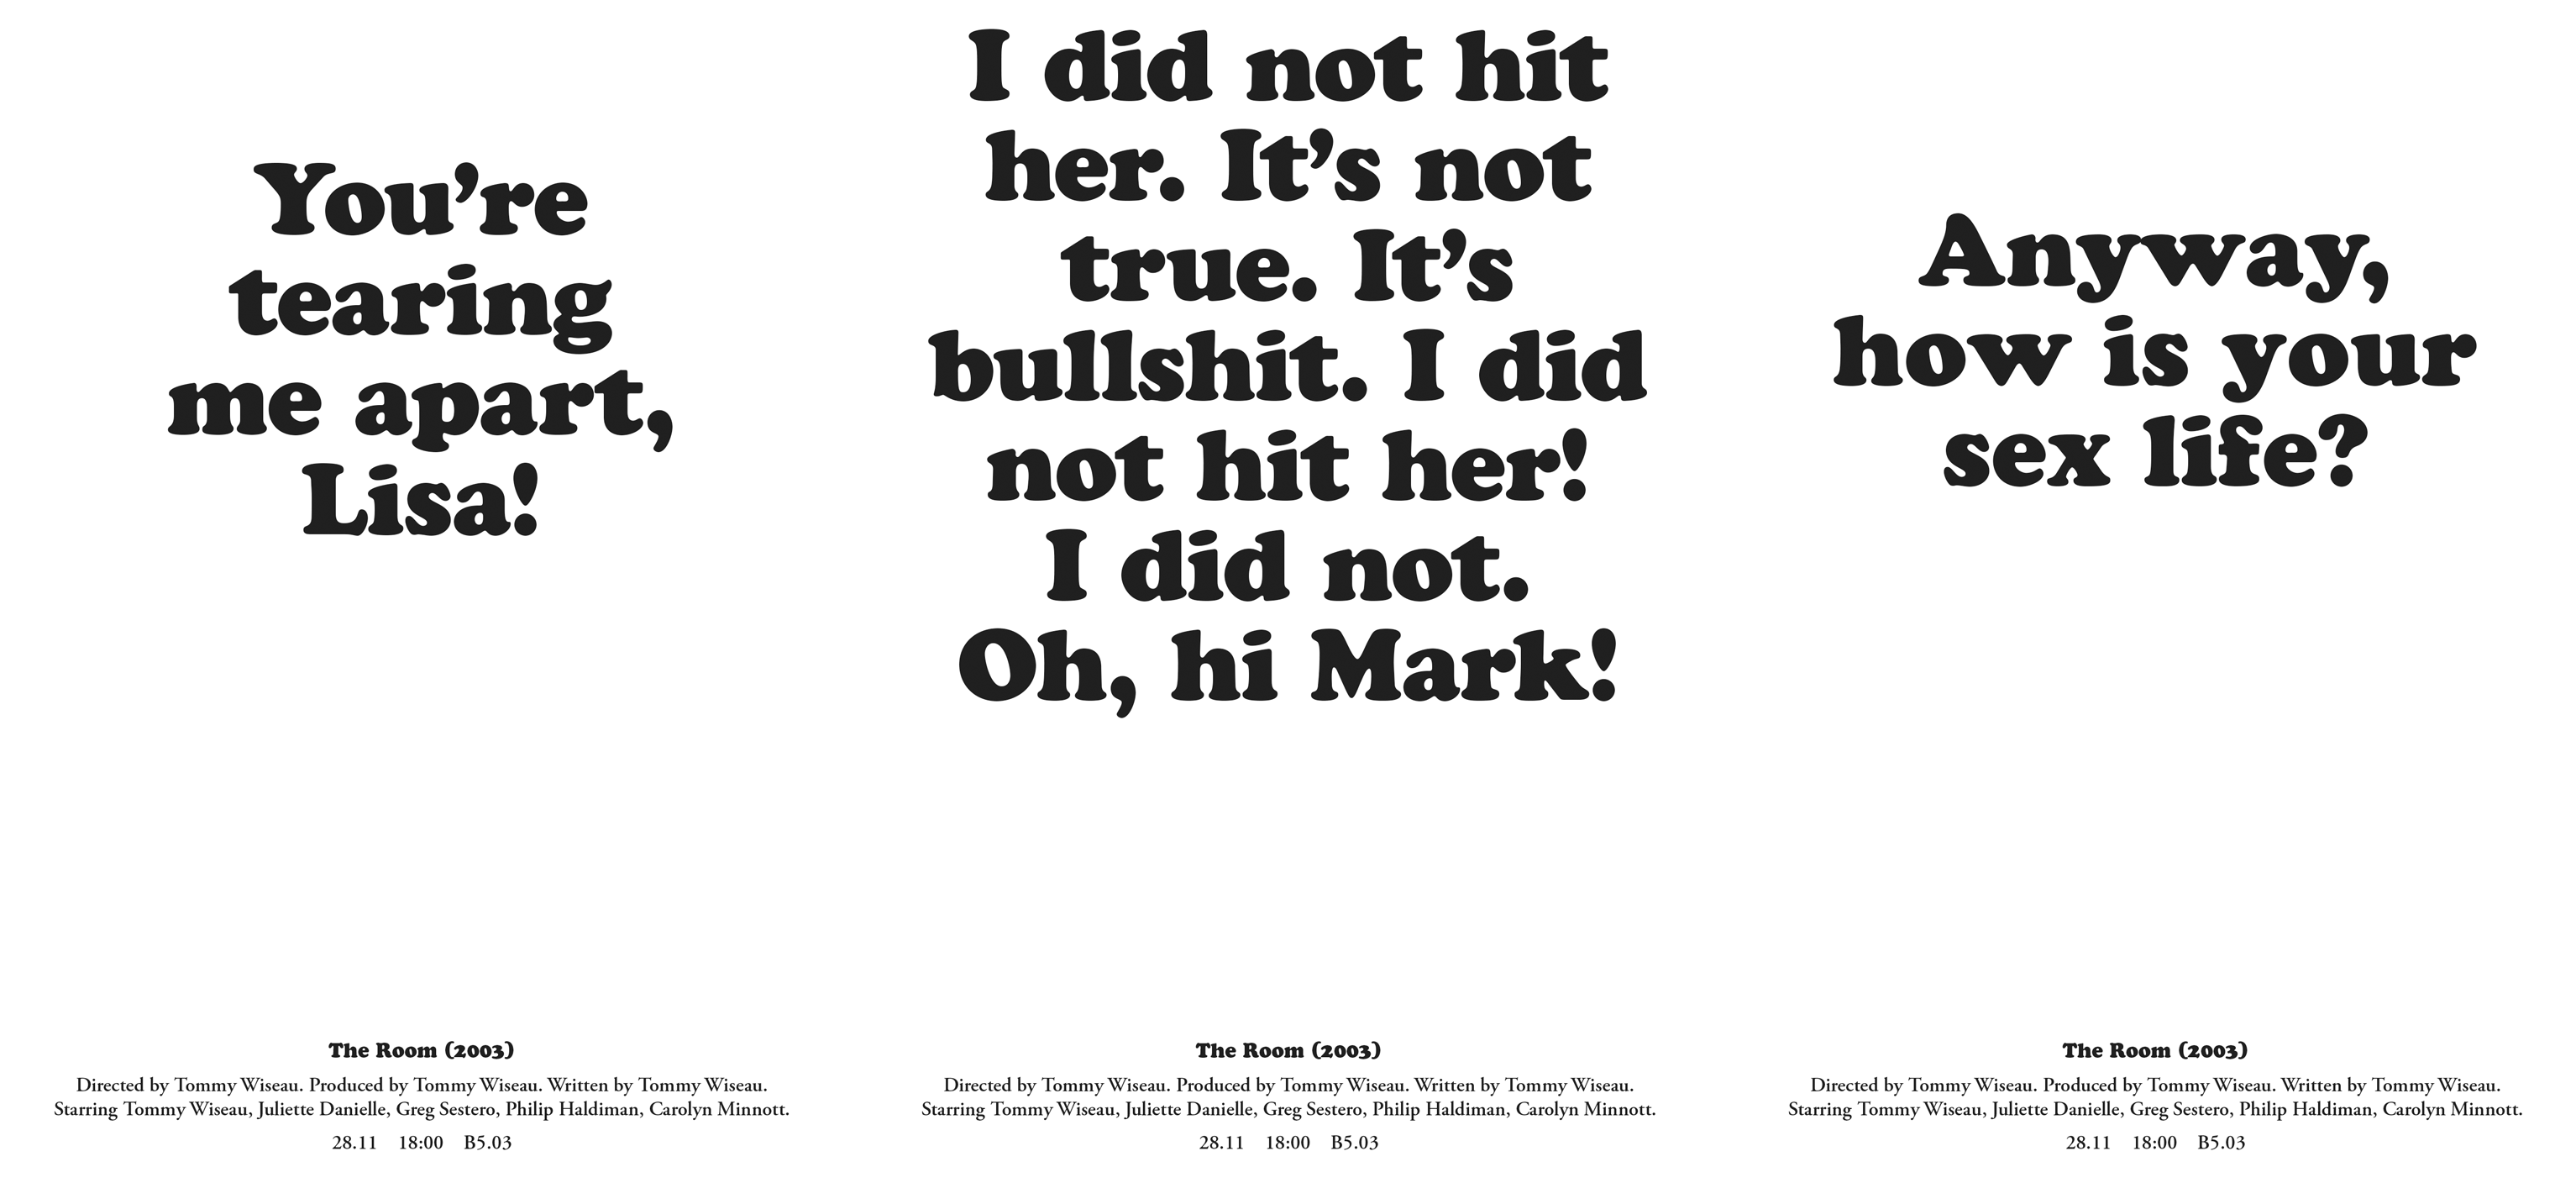 You’re
tearing
me apart,
Lisa!
The Room (2003)
Directed by Tommy Wiseau. Produced by Tommy Wiseau. Written by Tommy Wiseau.
Starring Tommy Wiseau, Juliette Danielle, Greg Sestero, Philip Haldiman, Carolyn Minnott.
28.11 18:00 B5.03
I did not hit
her. It’s not
true. It’s
bullshit. I did
not hit her!
I did not.
Oh, hi Mark!
The Room (2003)
Directed by Tommy Wiseau. Produced by Tommy Wiseau. Written by Tommy Wiseau.
Starring Tommy Wiseau, Juliette Danielle, Greg Sestero, Philip Haldiman, Carolyn Minnott.
28.11 18:00 B5.03
Anyway,
how is your
sex life?
The Room (2003)
Directed by Tommy Wiseau. Produced by Tommy Wiseau. Written by Tommy Wiseau.
Starring Tommy Wiseau, Juliette Danielle, Greg Sestero, Philip Haldiman, Carolyn Minnott.
28.11 18:00 B5.03